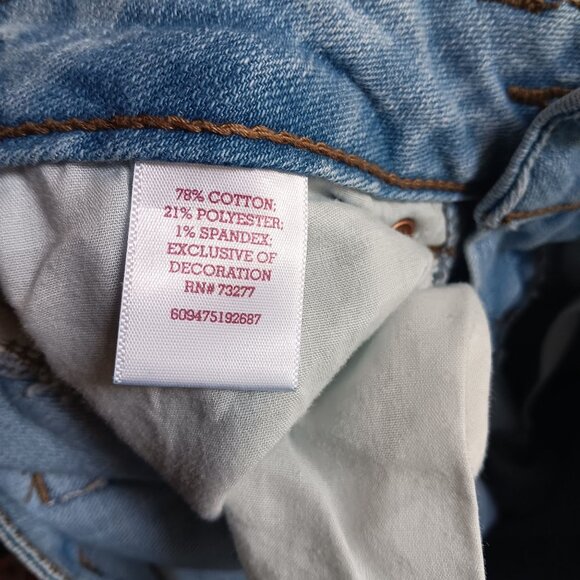 78% COTTON;
21% POLYESTER;
1% SPANDEX;
EXCLUSIVE OF
DECORATION
RN# 73277
609475192687